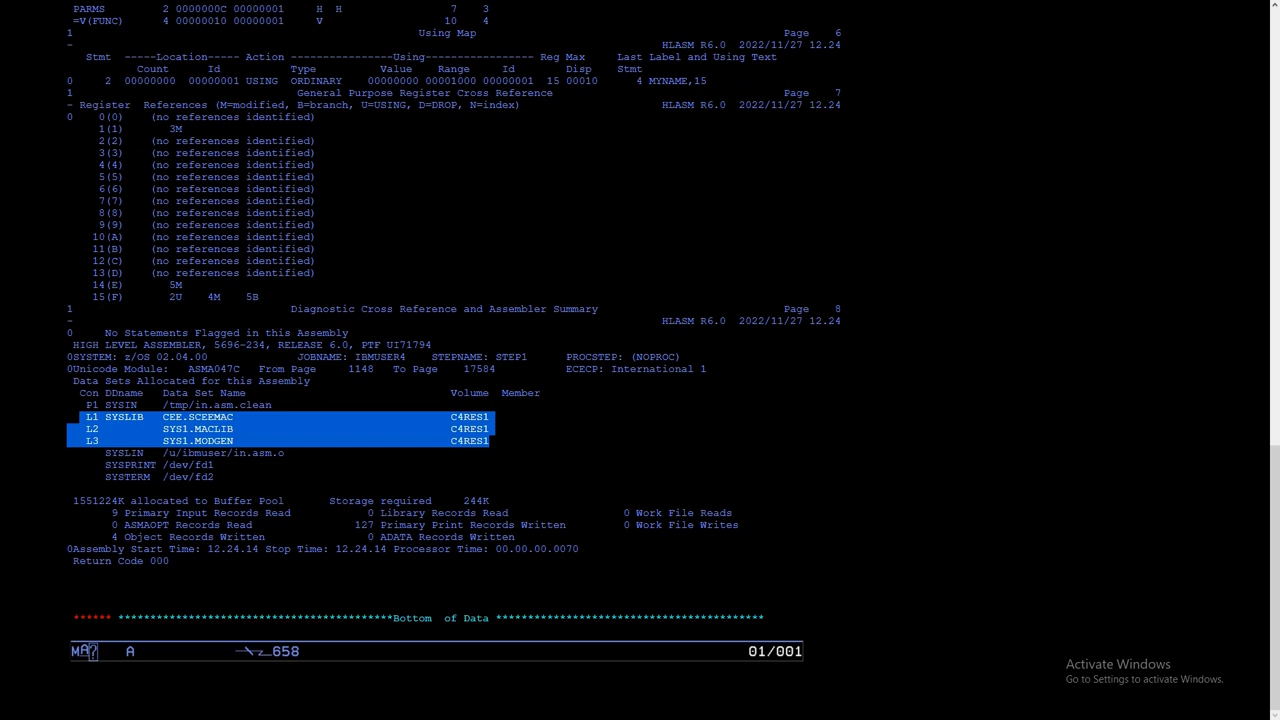 PARMS 2 0000000C 00000001 H H 7 3
=V(FUNC) 4 00000010 00000001 V 10 4
1 Using Map Page 6
- HLASM R6.0 2022/11/27 12.24
Stmt -----Location----- Action ----------------Using----------------- Reg Max Last Label and Using Text
Count Id Type Value Range Id Disp Stmt
0 2 00000000 00000001 USING ORDINARY 00000000 00001000 00000001 15 00010 4 MYNAME,15
1 General Purpose Register Cross Reference Page 7
- Register References (M=modified, B=branch, U=USING, D=DROP, N=index) HLASM R6.0 2022/11/27 12.24
0 0(0) (no references identified)
1(1) 3M
2(2) (no references identified)
3(3) (no references identified)
4(4) (no references identified)
5(5) (no references identified)
6(6) (no references identified)
7(7) (no references identified)
8(8) (no references identified)
9(9) (no references identified)
10(A) (no references identified)
11(B) (no references identified)
12(C) (no references identified)
13(D) (no references identified)
14(E) 5M
15(F) 2U 4M 5B
1 Diagnostic Cross Reference and Assembler Summary Page 8
- HLASM R6.0 2022/11/27 12.24
0 No Statements Flagged in this Assembly
HIGH LEVEL ASSEMBLER, 5696-234, RELEASE 6.0, PTF UI71794
0SYSTEM: z/OS 02.04.00 JOBNAME: IBMUSER4 STEPNAME: STEP1 PROCSTEP: (NOPROC)
0Unicode Module: ASMA047C From Page 1148 To Page 17584 ECECP: International 1
Data Sets Allocated for this Assembly
Con DDname Data Set Name Volume Member
P1 SYSIN /tmp/in.asm.clean
L1 SYSLIB CEE.SCEEMAC C4RES1
L2 SYS1.MACLIB C4RES1
L3 SYS1.MODGEN C4RES1
SYSLIN /u/ibmuser/in.asm.o
SYSPRINT /dev/fd1
SYSTERM /dev/fd2
1551224K allocated to Buffer Pool Storage required 244K
9 Primary Input Records Read 0 Library Records Read 0 Work File Reads
0 ASMAOPT Records Read 127 Primary Print Records Written 0 Work File Writes
4 Object Records Written 0 ADATA Records Written
0Assembly Start Time: 12.24.14 Stop Time: 12.24.14 Processor Time: 00.00.00.0070
Return Code 000
****** *******************************************Bottom of Data ******************************************
A 658 01/001
Activate Windows
Go to Settings to activate Windows.